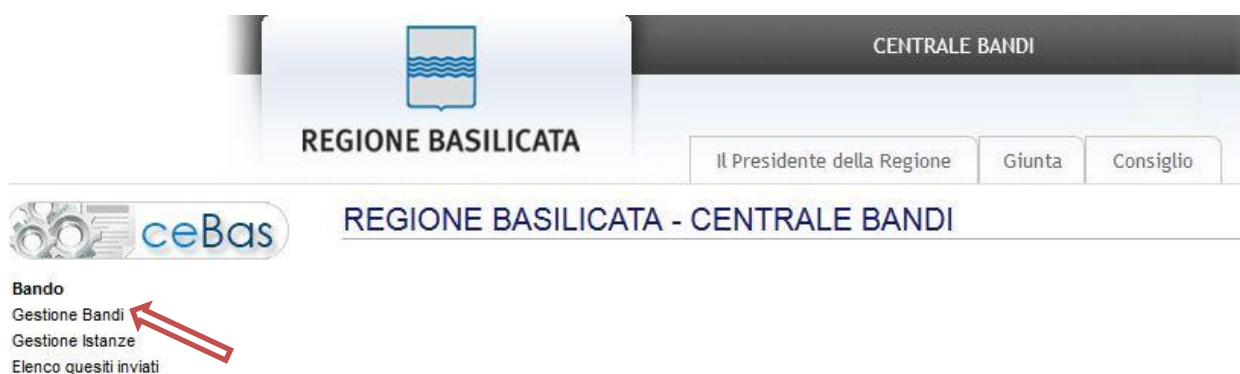 CENTRALE BANDI
REGIONE BASILICATA
Il Presidente della Regione Giunta Consiglio
ceBas
REGIONE BASILICATA - CENTRALE BANDI
Bando
Gestione Bandi
Gestione Istanze
Elenco quesiti inviati